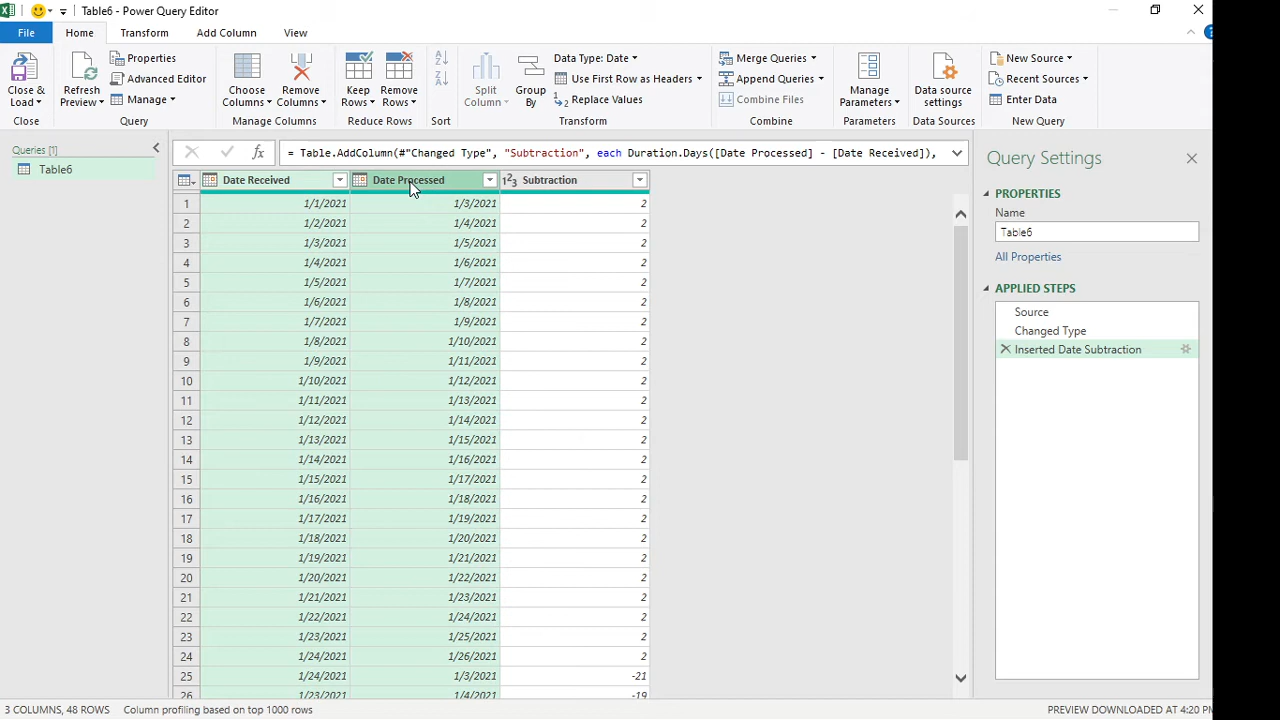 Table6 - Power Query Editor
File Home Transform Add Column View
Close & Load
Refresh Preview
Properties
Advanced Editor
Manage
Choose Columns
Remove Columns
Keep Rows
Remove Rows
Split Column
Group By
Data Type: Date
Use First Row as Headers
Replace Values
Merge Queries
Append Queries
Combine Files
Manage Parameters
Data source settings
New Source
Recent Sources
Enter Data
Close Query Manage Columns Reduce Rows Sort Transform Combine Parameters Data Sources New Query
Queries [1]
Table6
fx = Table.AddColumn(#"Changed Type", "Subtraction", each Duration.Days([Date Processed] - [Date Received]),
Date Received Date Processed 123 Subtraction
1 1/1/2021 1/3/2021 2
2 1/2/2021 1/4/2021 2
3 1/3/2021 1/5/2021 2
4 1/4/2021 1/6/2021 2
5 1/5/2021 1/7/2021 2
6 1/6/2021 1/8/2021 2
7 1/7/2021 1/9/2021 2
8 1/8/2021 1/10/2021 2
9 1/9/2021 1/11/2021 2
10 1/10/2021 1/12/2021 2
11 1/11/2021 1/13/2021 2
12 1/12/2021 1/14/2021 2
13 1/13/2021 1/15/2021 2
14 1/14/2021 1/16/2021 2
15 1/15/2021 1/17/2021 2
16 1/16/2021 1/18/2021 2
17 1/17/2021 1/19/2021 2
18 1/18/2021 1/20/2021 2
19 1/19/2021 1/21/2021 2
20 1/20/2021 1/22/2021 2
21 1/21/2021 1/23/2021 2
22 1/22/2021 1/24/2021 2
23 1/23/2021 1/25/2021 2
24 1/24/2021 1/26/2021 2
25 1/24/2021 1/3/2021 -21
26 1/23/2021 1/4/2021 -19
Query Settings
PROPERTIES
Name
Table6
All Properties
APPLIED STEPS
Source
Changed Type
Inserted Date Subtraction
3 COLUMNS, 48 ROWS Column profiling based on top 1000 rows
PREVIEW DOWNLOADED AT 4:20 P